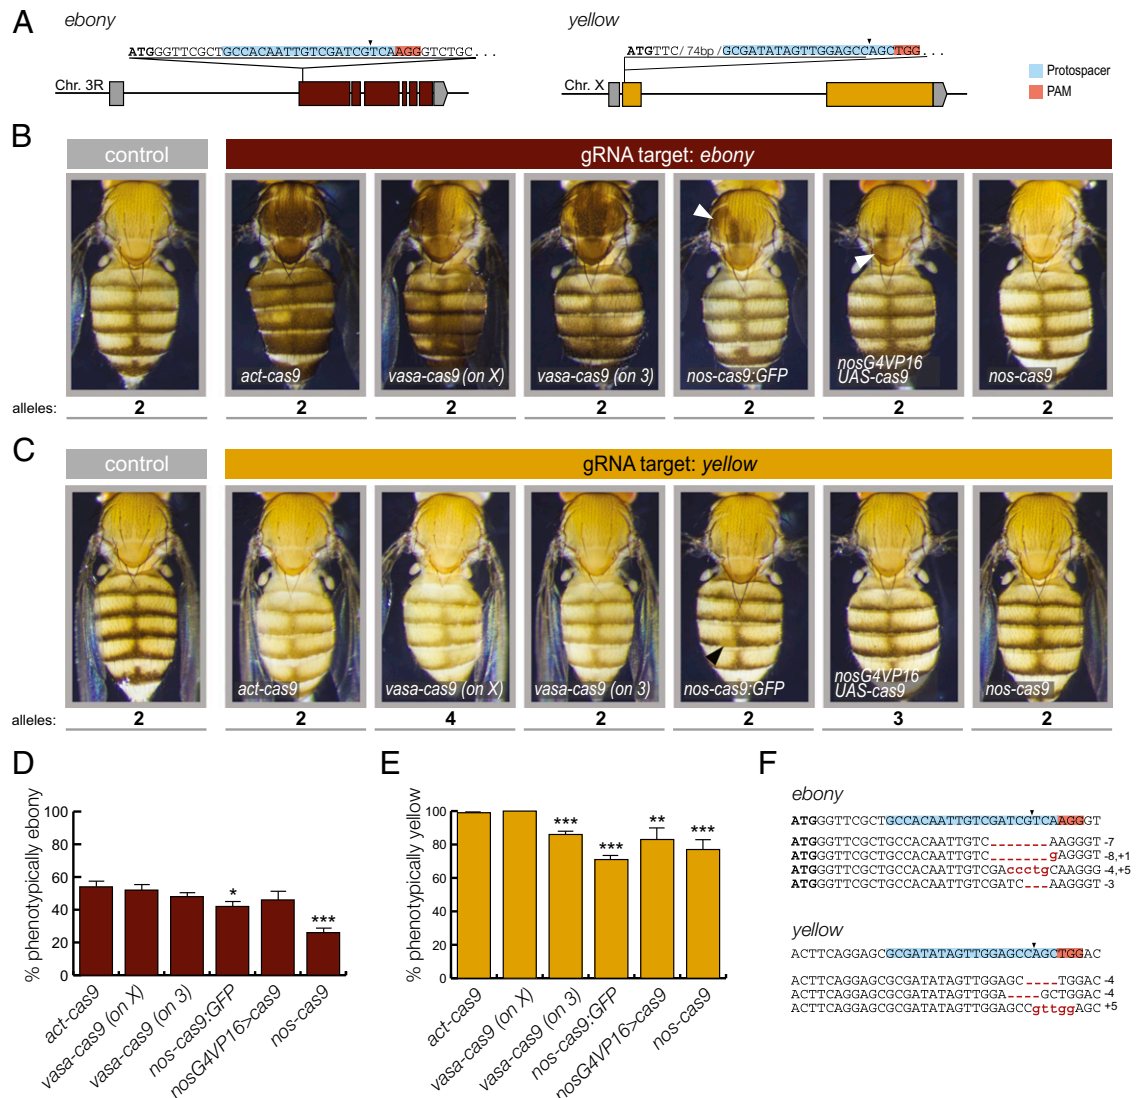 A
ebony
ATGGGTTCGCTGCCACAATTGTCGATCGTCAAGGGTCTGC...
Chr. 3R
yellow
ATGTTC/ 74bp /GCGATATAGTTGGAGCCAGCTGG...
Chr. X
Protospacer
PAM
B
control
gRNA target: ebony
act-cas9
vasa-cas9 (on X)
vasa-cas9 (on 3)
nos-cas9:GFP
nosG4VP16
UAS-cas9
nos-cas9
alleles: 2 2 2 2 2 2 2
C
control
gRNA target: yellow
act-cas9
vasa-cas9 (on X)
vasa-cas9 (on 3)
nos-cas9:GFP
nosG4VP16
UAS-cas9
nos-cas9
alleles: 2 2 4 2 2 3 2
D
% phenotypically ebony
100
80
60
40
20
0
*
***
act-cas9
vasa-cas9 (on X)
vasa-cas9 (on 3)
nos-cas9:GFP
nosG4VP16>cas9
nos-cas9
E
% phenotypically yellow
100
80
60
40
20
0
***
***
**
***
act-cas9
vasa-cas9 (on X)
vasa-cas9 (on 3)
nos-cas9:GFP
nosG4VP16>cas9
nos-cas9
F
ebony
ATGGGTTCGCTGCCACAATTGTCGATCGTCAAGGGT
ATGGGTTCGCTGCCACAATTGTC-------AAGGGT -7
ATGGGTTCGCTGCCACAATTGTC-------gAGGGT -8,+1
ATGGGTTCGCTGCCACAATTGTCGAccctgCAAGGG -4,+5
ATGGGTTCGCTGCCACAATTGTCGATC---AAGGGT -3
yellow
ACTTCAGGAGCGCGATATAGTTGGAGCCAGCTGGAC
ACTTCAGGAGCGCGATATAGTTGGAGC----TGGAC -4
ACTTCAGGAGCGCGATATAGTTGGA----GCTGGAC -4
ACTTCAGGAGCGCGATATAGTTGGAGCCgttggAGC +5